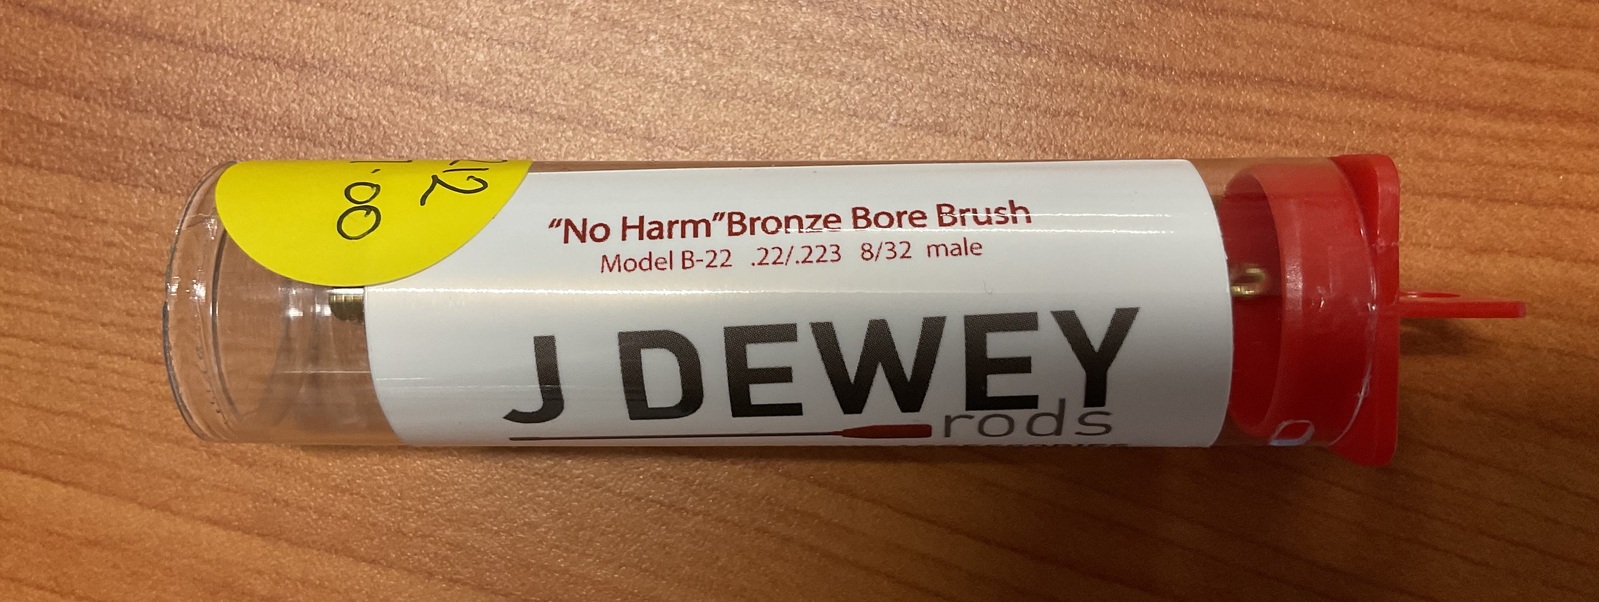 “No Harm”Bronze Bore Brush
Model B-22 .22/.223 8/32 male
J DEWEY
rods